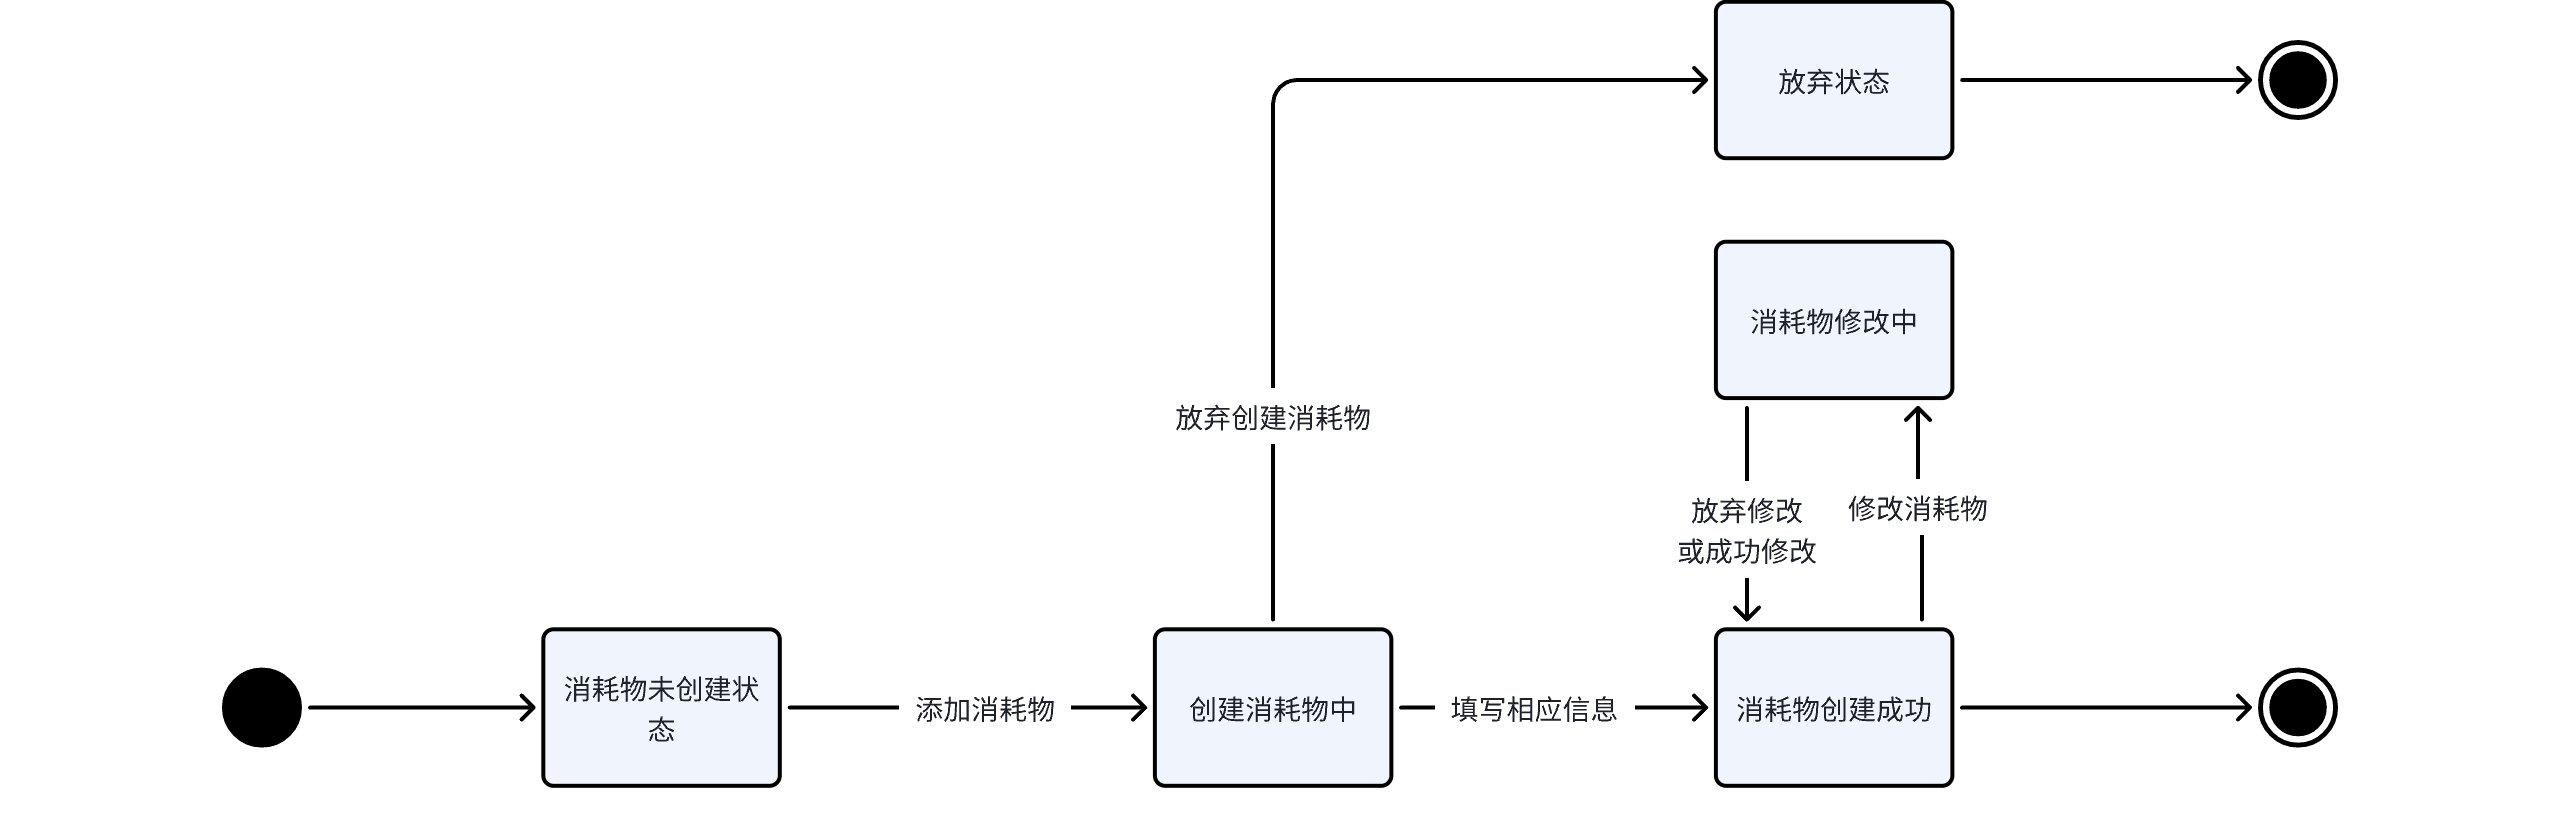 放弃状态
消耗物修改中
放弃创建消耗物
放弃修改
或成功修改
修改消耗物
消耗物未创建状
态
添加消耗物
创建消耗物中
填写相应信息
消耗物创建成功